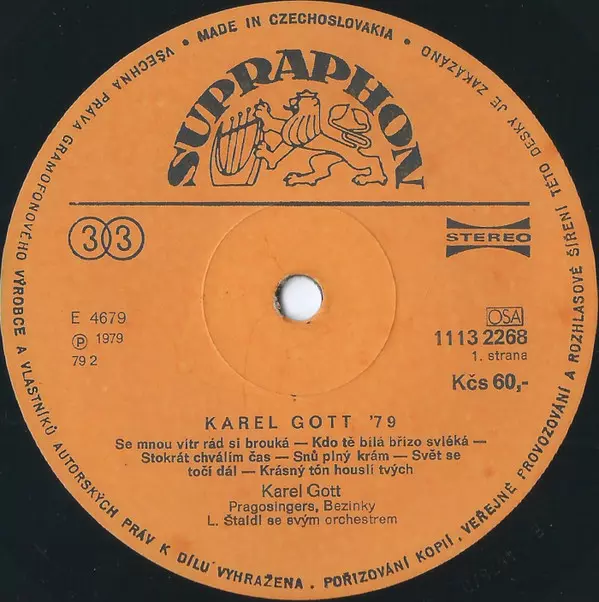 • MADE IN CZECHOSLOVAKIA •
VŠECHNA PRÁVA GRAMOFONOVÉHO VÝROBCE A VLASTNÍKŮ AUTORSKÝCH PRÁV K DÍLU VYHRAŽENA . POŘIZOVÁNÍ KOPIÍ , VEŘEJNÉ PROVOZOVÁNÍ A ROZHLASOVÉ ŠÍŘENÍ TÉTO DESKY JE ZAKÁZÁNO
SUPRAPHON
33
STEREO
E 4679
Ⓟ 1979
79 2
OSA
1113 2268
1. strana
Kčs 60,-
KAREL GOTT '79
Se mnou vítr rád si brouká — Kdo tě bílá břízo svléká —
Stokrát chválím čas — Snů plný krám — Svět se
točí dál — Krásný tón houslí tvých
Karel Gott
Pragosingers, Bezinky
L. Štaidl se svým orchestrem